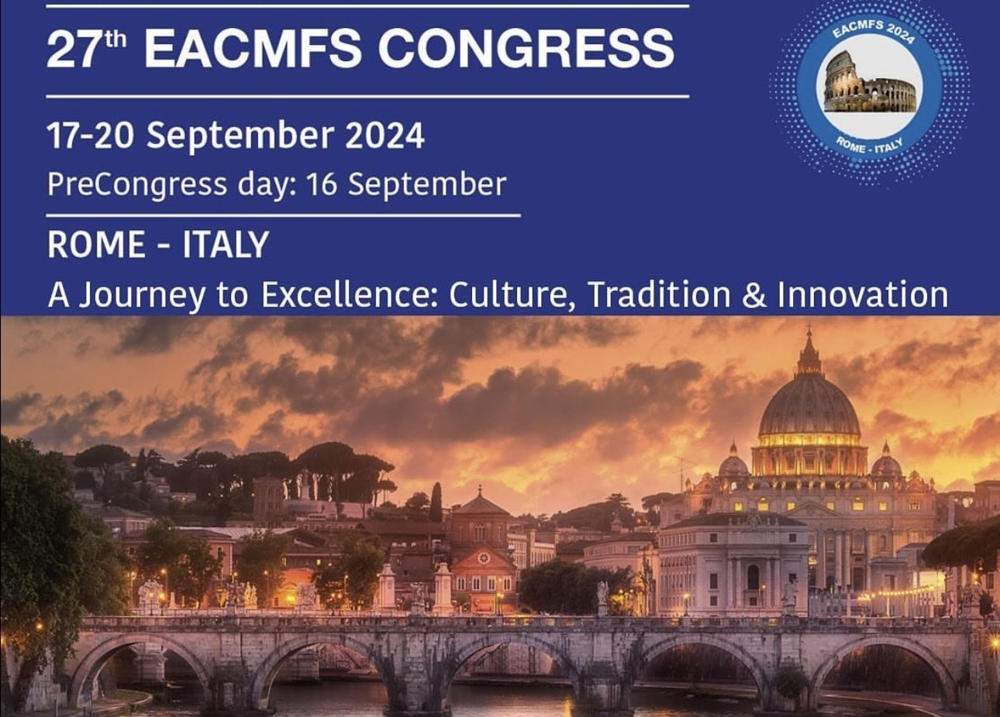 27th EACMFS CONGRESS
EACMFS 2024
17-20 September 2024
PreCongress day: 16 September
ROME - ITALY
ROME - ITALY
A Journey to Excellence: Culture, Tradition & Innovation